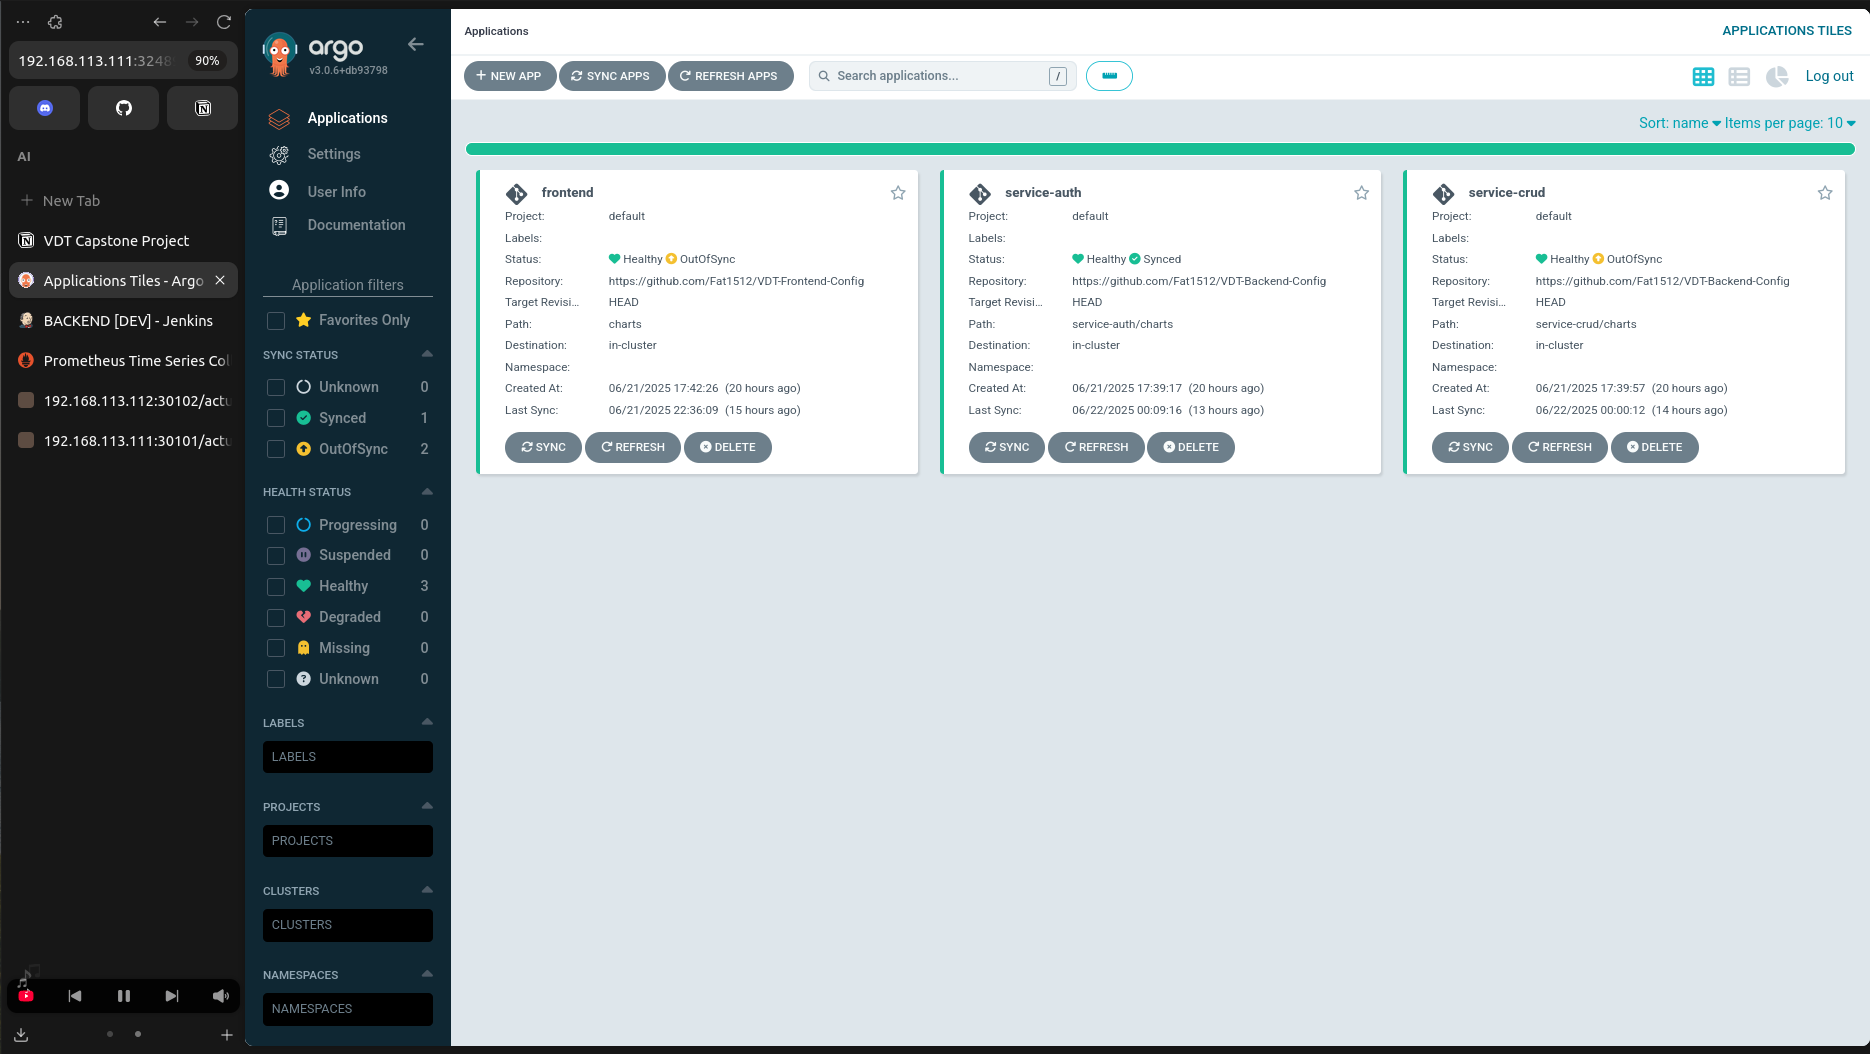 192.168.113.111:3248
90%
AI
New Tab
VDT Capstone Project
Applications Tiles - Argo
BACKEND [DEV] - Jenkins
Prometheus Time Series Col
192.168.113.112:30102/actu
192.168.113.111:30101/actu
argo
v3.0.6+db93798
Applications
Settings
User Info
Documentation
Application filters
Favorites Only
SYNC STATUS
Unknown 0
Synced 1
OutOfSync 2
HEALTH STATUS
Progressing 0
Suspended 0
Healthy 3
Degraded 0
Missing 0
Unknown 0
LABELS
LABELS
PROJECTS
PROJECTS
CLUSTERS
CLUSTERS
NAMESPACES
NAMESPACES
Applications
APPLICATIONS TILES
+ NEW APP SYNC APPS REFRESH APPS Search applications... / Log out
Sort: name Items per page: 10
frontend
Project: default
Labels:
Status: Healthy OutOfSync
Repository: https://github.com/Fat1512/VDT-Frontend-Config
Target Revisi... HEAD
Path: charts
Destination: in-cluster
Namespace:
Created At: 06/21/2025 17:42:26 (20 hours ago)
Last Sync: 06/21/2025 22:36:09 (15 hours ago)
SYNC REFRESH DELETE
service-auth
Project: default
Labels:
Status: Healthy Synced
Repository: https://github.com/Fat1512/VDT-Backend-Config
Target Revisi... HEAD
Path: service-auth/charts
Destination: in-cluster
Namespace:
Created At: 06/21/2025 17:39:17 (20 hours ago)
Last Sync: 06/22/2025 00:09:16 (13 hours ago)
SYNC REFRESH DELETE
service-crud
Project: default
Labels:
Status: Healthy OutOfSync
Repository: https://github.com/Fat1512/VDT-Backend-Config
Target Revisi... HEAD
Path: service-crud/charts
Destination: in-cluster
Namespace:
Created At: 06/21/2025 17:39:57 (20 hours ago)
Last Sync: 06/22/2025 00:00:12 (14 hours ago)
SYNC REFRESH DELETE